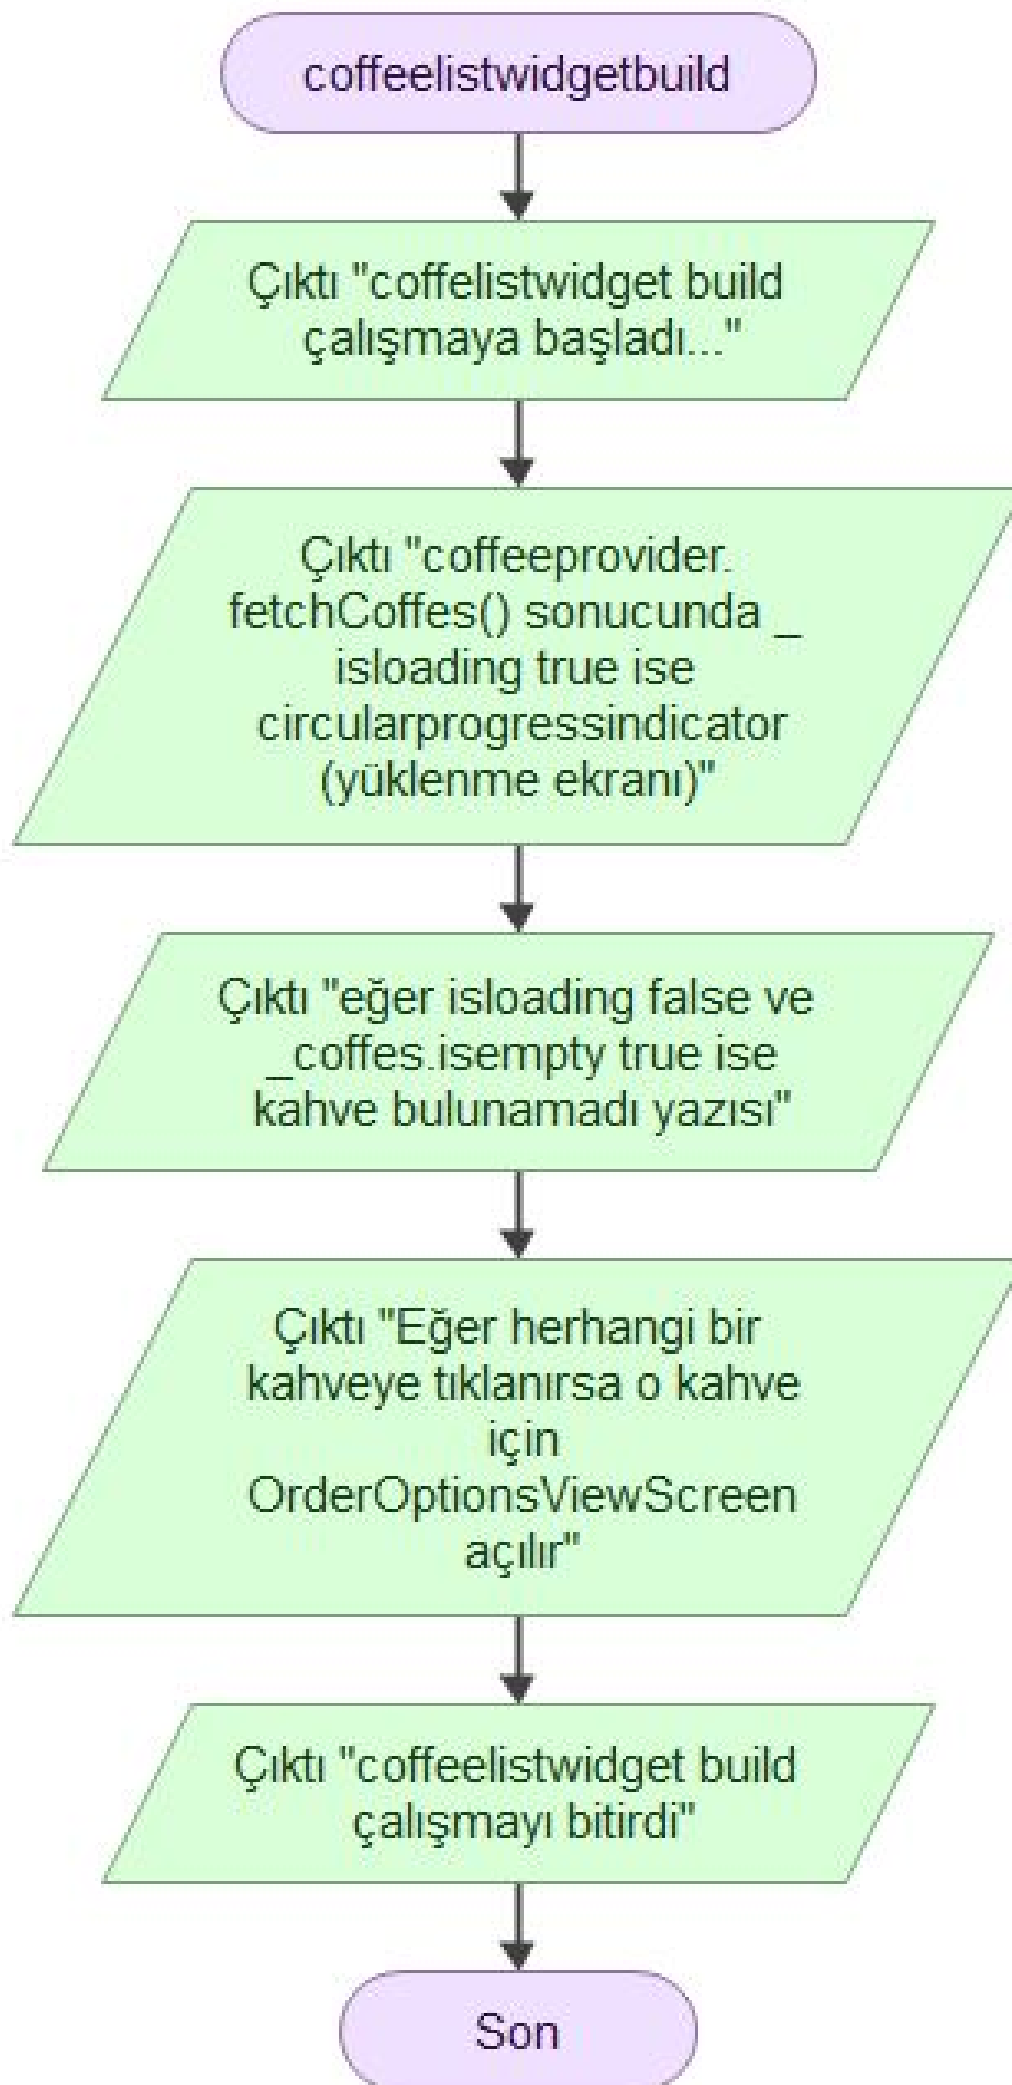 coffeelistwidgetbuild
Çıktı "coffelistwidget build
çalışmaya başladı..."
Çıktı "coffeeprovider.
fetchCoffes() sonucunda _
isloading true ise
circularprogressindicator
(yüklenme ekranı)"
Çıktı "eğer isloading false ve
_coffes.isempty true ise
kahve bulunamadı yazısı"
Çıktı "Eğer herhangi bir
kahveye tıklanırsa o kahve
için
OrderOptionsViewScreen
açılır"
Çıktı "coffeelistwidget build
çalışmayı bitirdi"
Son